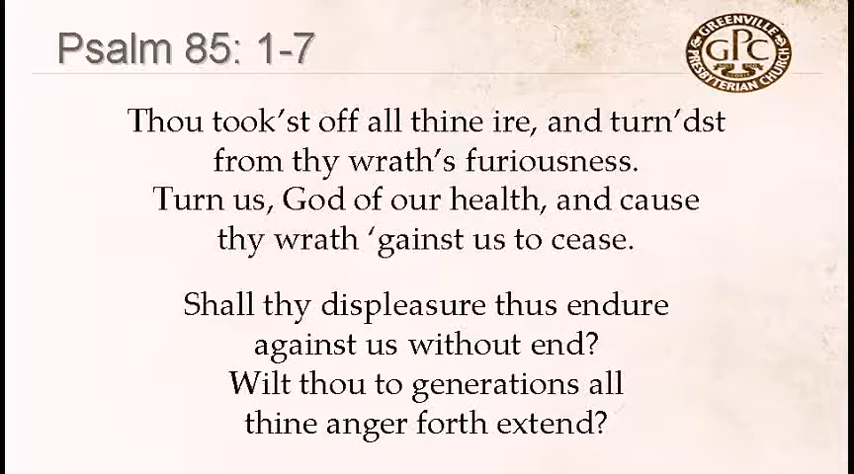 Psalm 85: 1-7
GREENVILLE
GPC
PRESBYTERIAN CHURCH
Thou took’st off all thine ire, and turn’dst
from thy wrath’s furiousness.
Turn us, God of our health, and cause
thy wrath ‘gainst us to cease.
Shall thy displeasure thus endure
against us without end?
Wilt thou to generations all
thine anger forth extend?